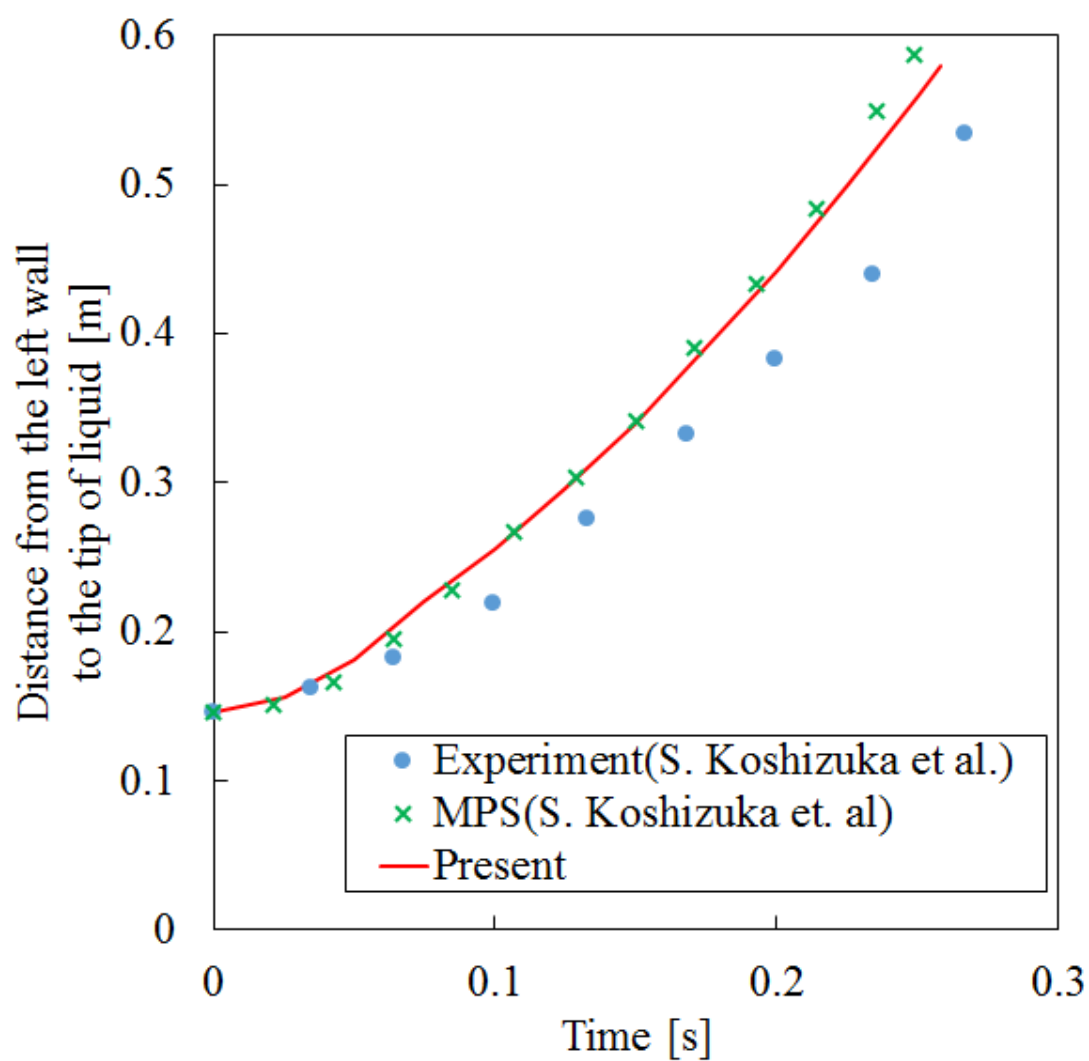 0.6
0.5
0.4
0.3
0.2
0.1
0
Distance from the left wall
to the tip of liquid [m]
Experiment(S. Koshizuka et al.)
MPS(S. Koshizuka et. al)
Present
0
0.1
0.2
0.3
Time [s]